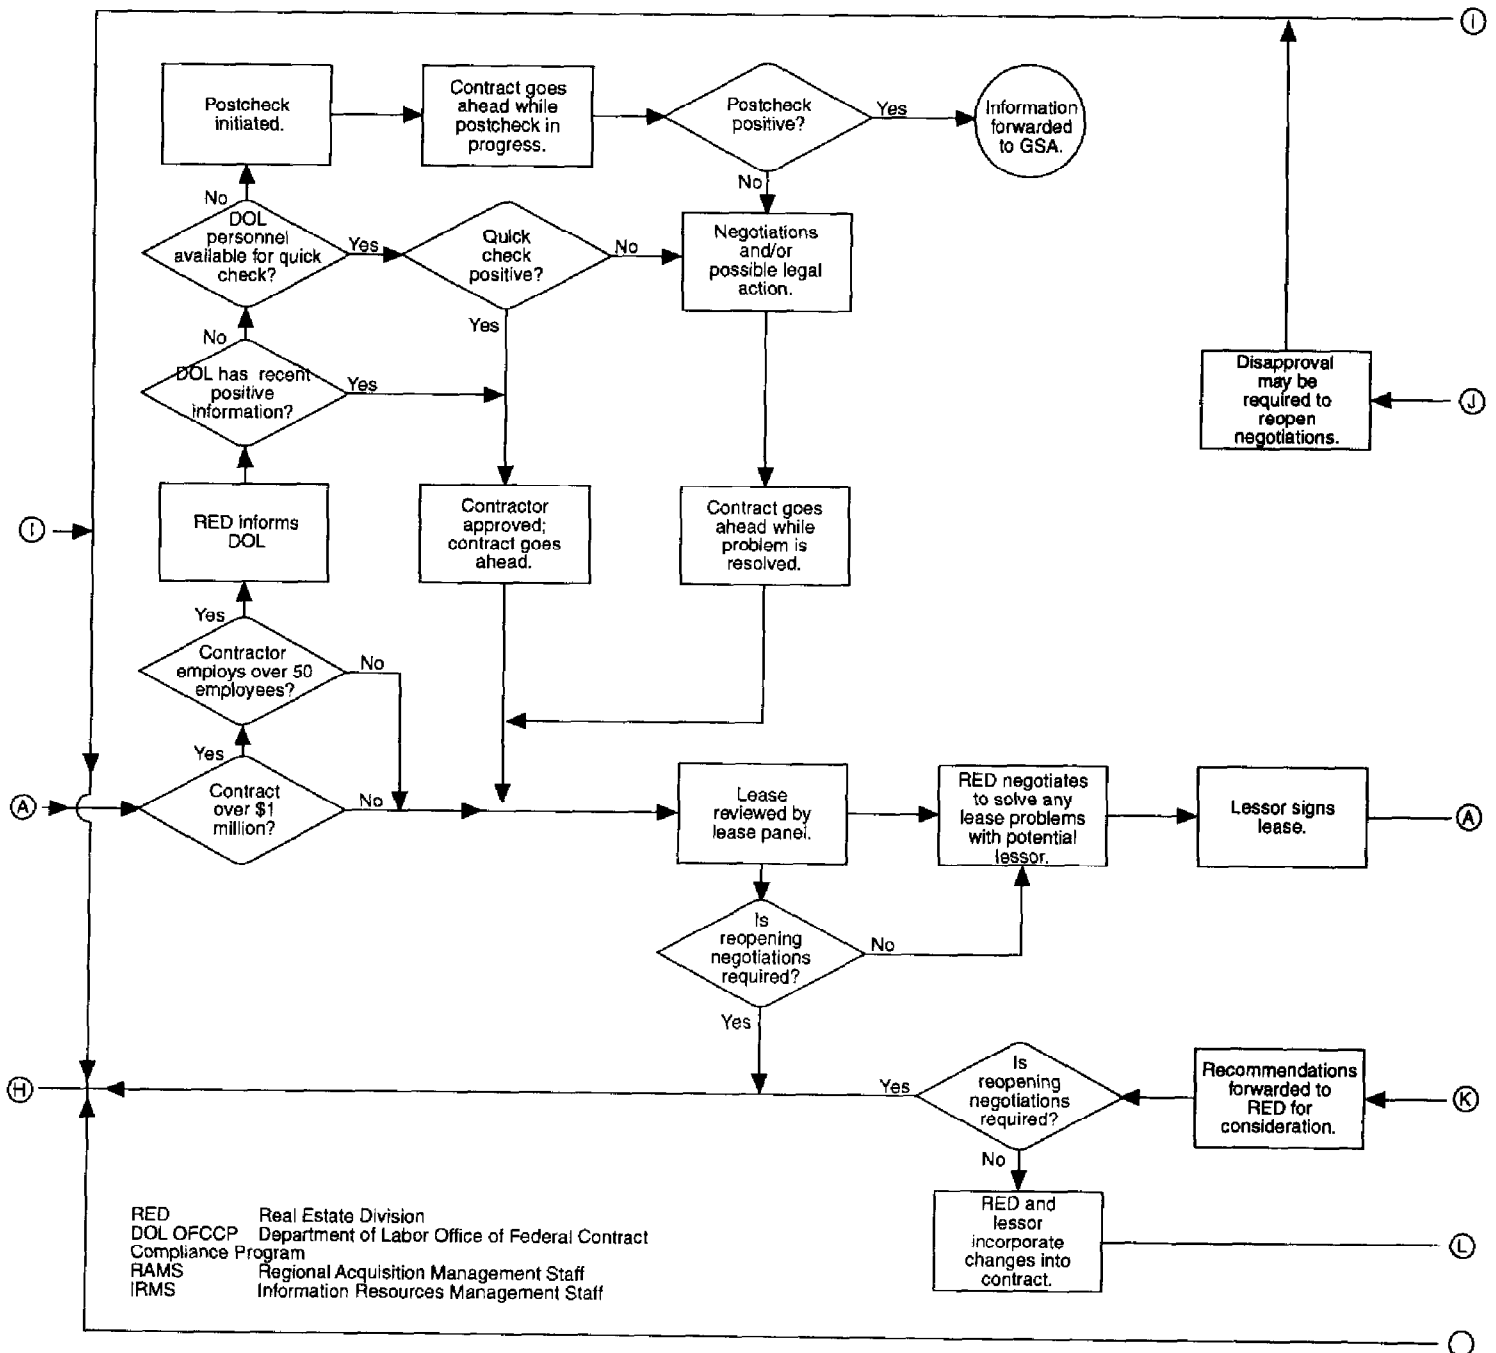 I
Postcheck
initiated.
Contract goes
ahead while
postcheck in
progress.
Postcheck
positive?
Yes
Information
forwarded
to GSA.
No
No
DOL
personnel
available for quick
check?
Yes
Quick
check
positive?
No
Negotiations
and/or
possible legal
action.
Yes
No
DOL has recent
positive
information?
Yes
Disapproval
may be
required to
reopen
negotiations.
J
I
RED informs
DOL
Contractor
approved;
contract goes
ahead.
Contract goes
ahead while
problem is
resolved.
Yes
Contractor
employs over 50
employees?
No
Yes
A
Contract
over $1
million?
No
Lease
reviewed by
lease panel.
RED negotiates
to solve any
lease problems
with potential
lessor.
Lessor signs
lease.
A
Is
reopening
negotiations
required?
No
Yes
H
Yes
Is
reopening
negotiations
required?
Recommendations
forwarded to
RED for
consideration.
K
No
RED and
lessor
incorporate
changes into
contract.
L
RED Real Estate Division
DOL OFCCP Department of Labor Office of Federal Contract
Compliance Program
RAMS Regional Acquisition Management Staff
IRMS Information Resources Management Staff